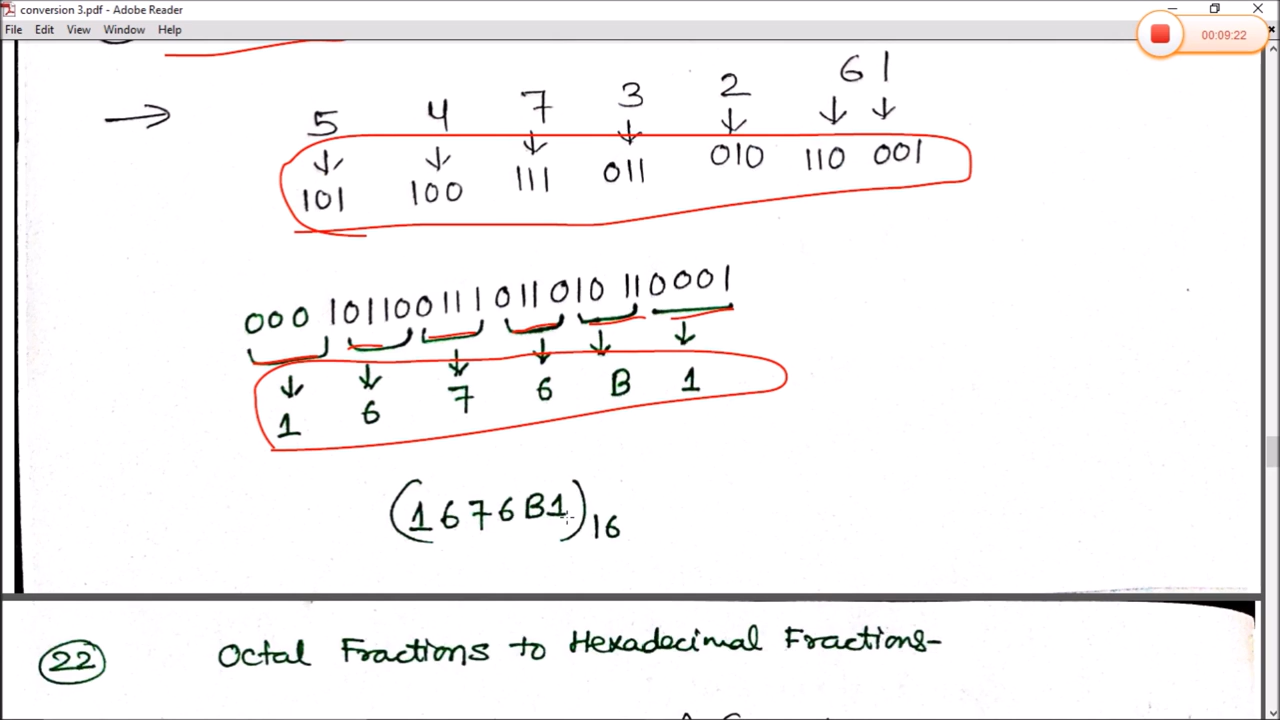 conversion 3.pdf - Adobe Reader
File Edit View Window Help
00:09:22
5 4 7 3 2 6 1
101 100 111 011 010 110 001
000101100111011010110001
1 6 7 6 B 1
(1676B1)16
22 Octal Fractions to Hexadecimal Fractions-